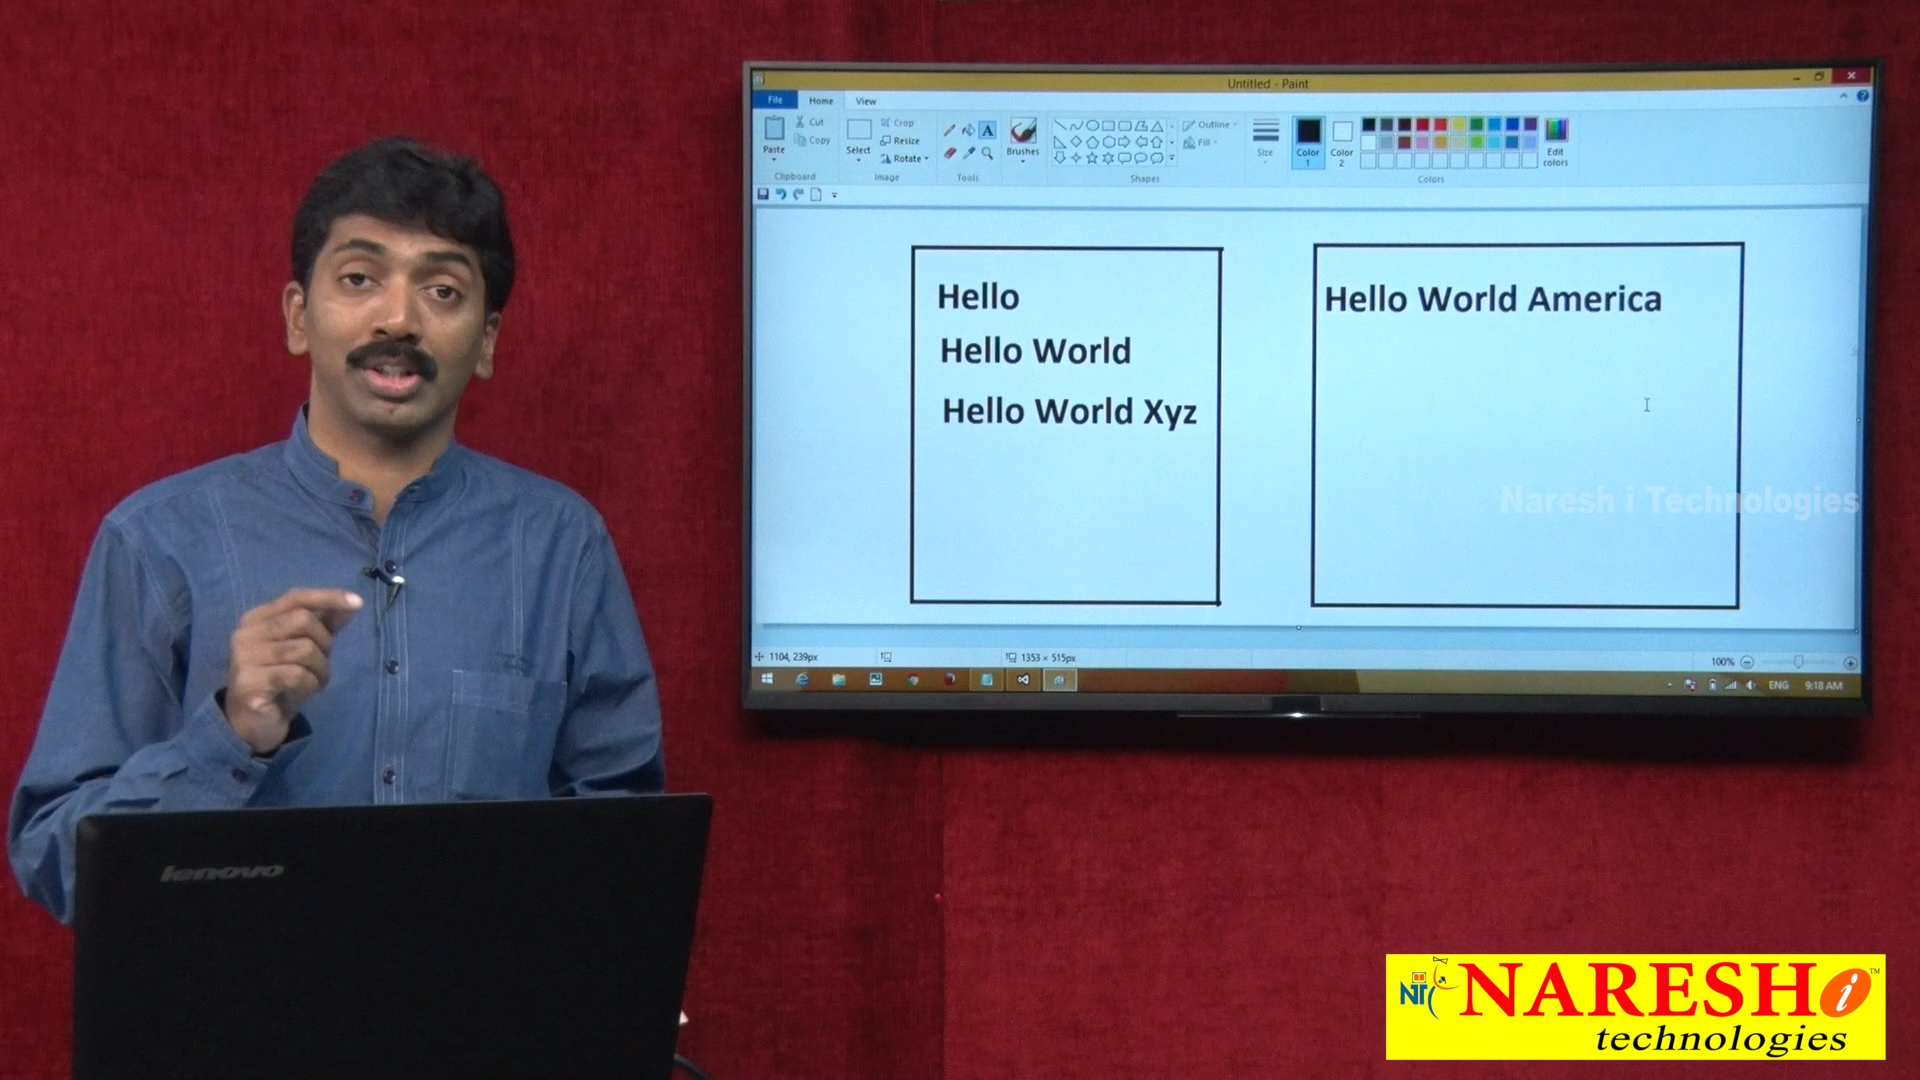 Untitled - Paint
File Home View
Cut
Copy
Paste
Clipboard
Select
Crop
Resize
Rotate
Image
A
Tools
Brushes
Outline
Fill
Shapes
Size
Color 1
Color 2
Edit colors
Colors
Hello
Hello World
Hello World Xyz
Hello World America
Naresh i Technologies
1104, 239px
1353 × 515px
100%
ENG
9:18 AM
lenovo
NT
NARESH i ™
technologies